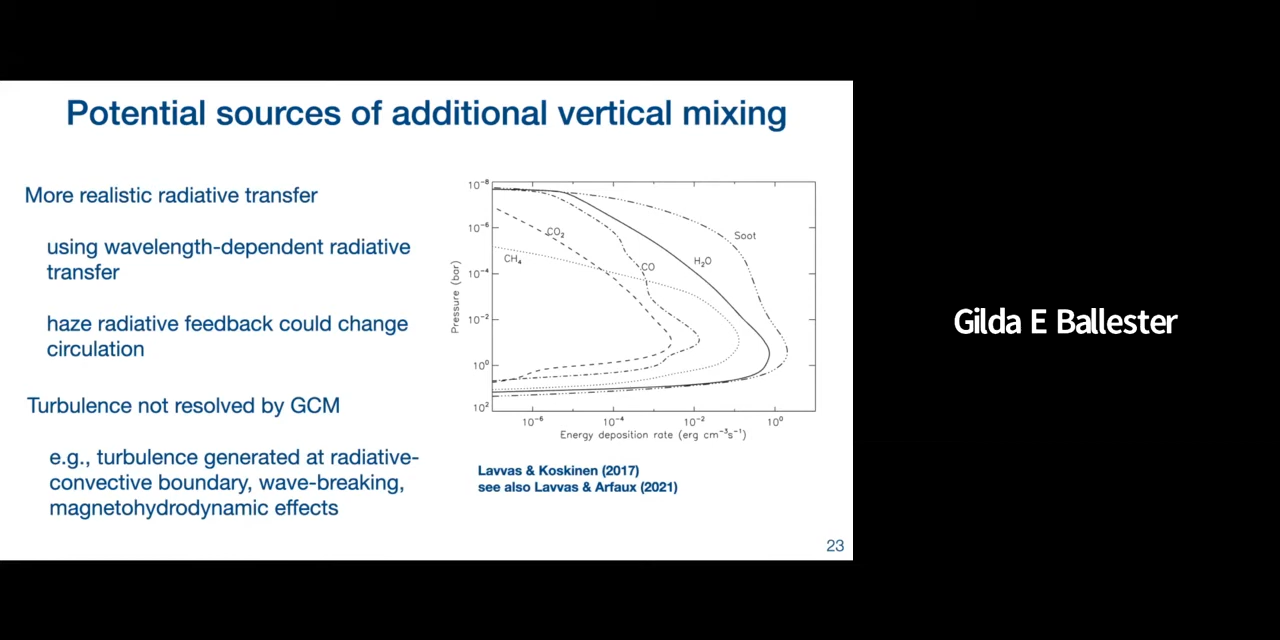 Potential sources of additional vertical mixing
More realistic radiative transfer
using wavelength-dependent radiative
transfer
haze radiative feedback could change
circulation
Turbulence not resolved by GCM
e.g., turbulence generated at radiative-
convective boundary, wave-breaking,
magnetohydrodynamic effects
Pressure (bar)
10⁻⁸
10⁻⁶
10⁻⁴
10⁻²
10⁰
10²
CO₂
CH₄
CO
H₂O
Soot
10⁻⁶ 10⁻⁴ 10⁻² 10⁰
Energy deposition rate (erg cm⁻³s⁻¹)
Lavvas & Koskinen (2017)
see also Lavvas & Arfaux (2021)
23
Gilda E Ballester